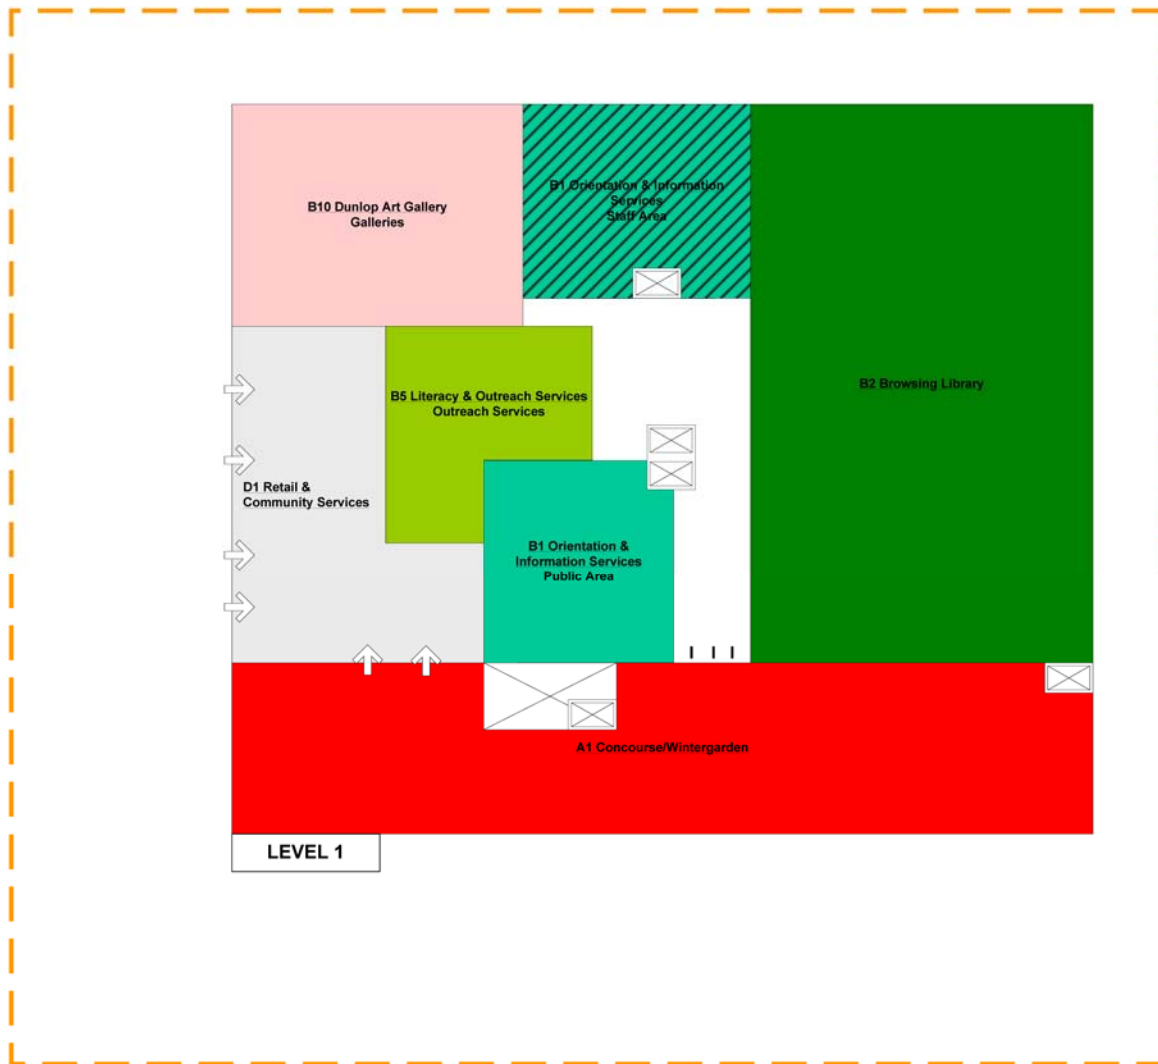 B10 Dunlop Art Gallery
Galleries
B1 Orientation & Information
Services
Staff Area
B2 Browsing Library
B5 Literacy & Outreach Services
Outreach Services
D1 Retail &
Community Services
B1 Orientation &
Information Services
Public Area
A1 Concourse/Wintergarden
LEVEL 1